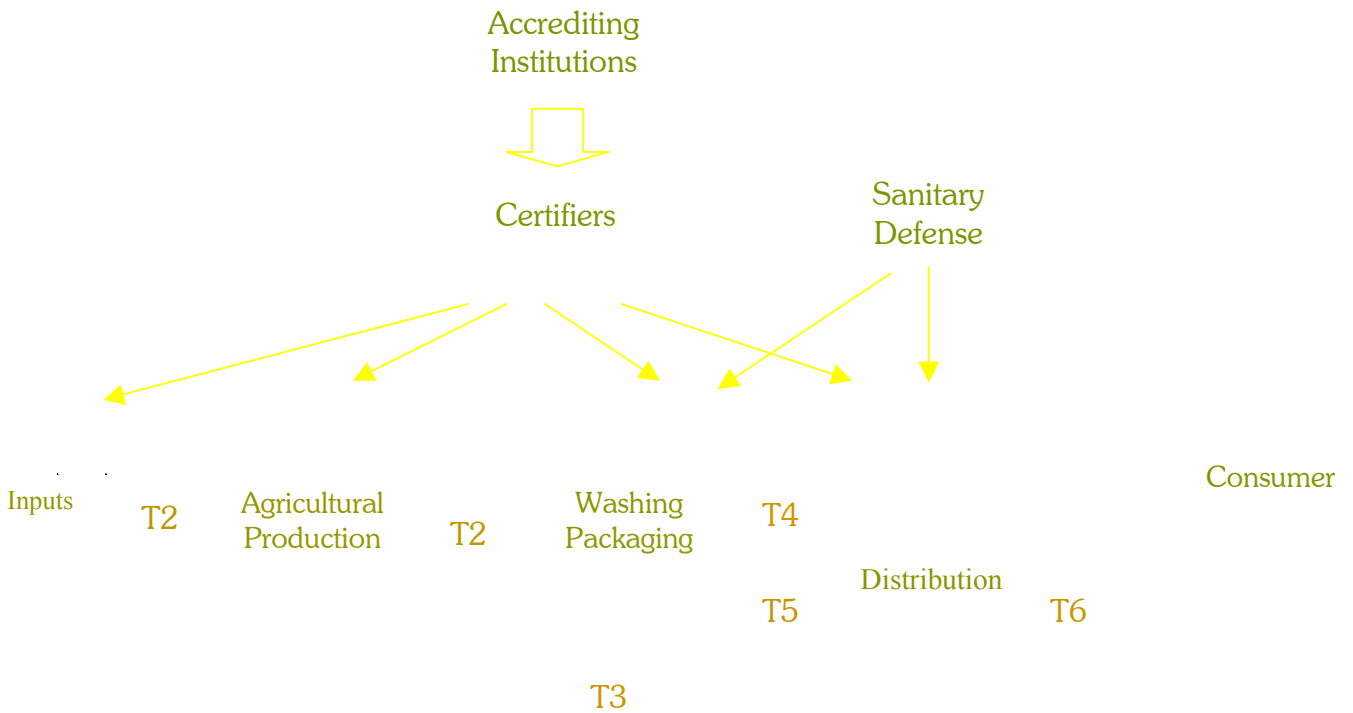 Accrediting
Institutions
Certifiers
Sanitary
Defense
Consumer
Inputs
T2
Agricultural
Production
T2
Washing
Packaging
T4
Distribution
T5
T6
T3